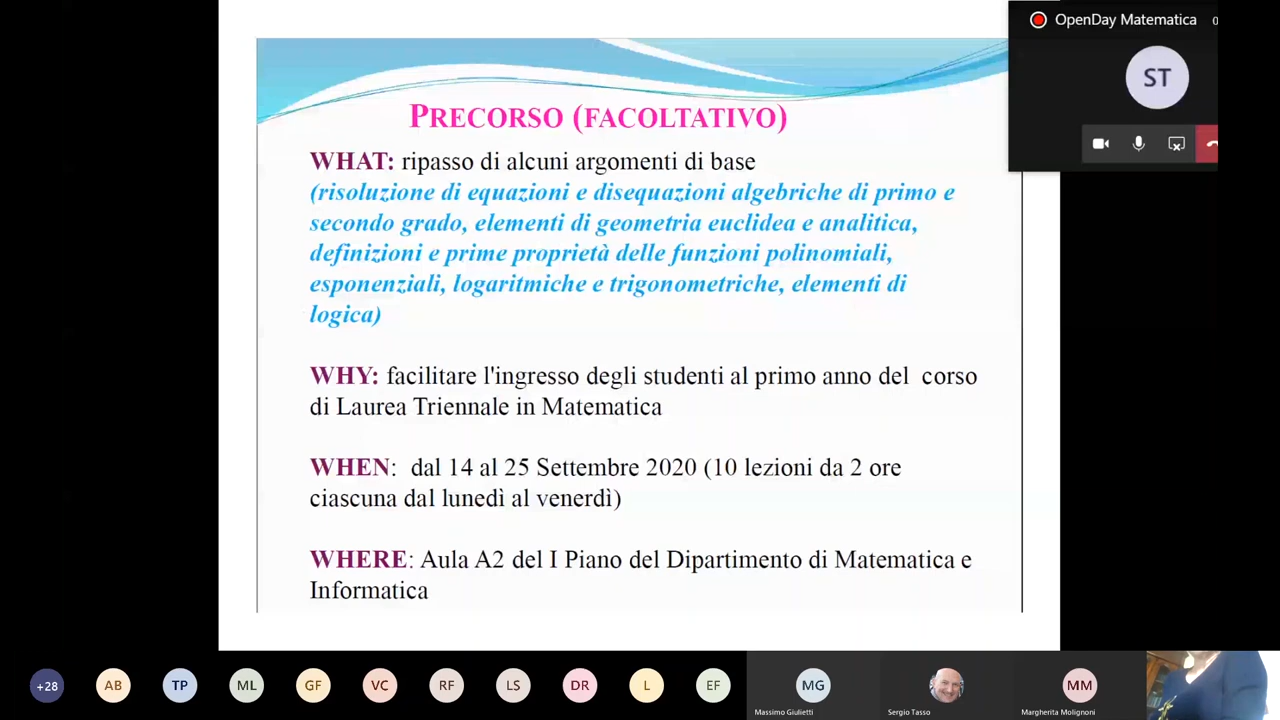 OpenDay Matematica
ST
PRECORSO (FACOLTATIVO)
WHAT: ripasso di alcuni argomenti di base
(risoluzione di equazioni e disequazioni algebriche di primo e
secondo grado, elementi di geometria euclidea e analitica,
definizioni e prime proprietà delle funzioni polinomiali,
esponenziali, logaritmiche e trigonometriche, elementi di
logica)
WHY: facilitare l'ingresso degli studenti al primo anno del corso
di Laurea Triennale in Matematica
WHEN: dal 14 al 25 Settembre 2020 (10 lezioni da 2 ore
ciascuna dal lunedì al venerdì)
WHERE: Aula A2 del I Piano del Dipartimento di Matematica e
Informatica
+28 AB TP ML GF VC RF LS DR L EF MG MM
Massimo Giulietti Sergio Tasso Margherita Molignoni